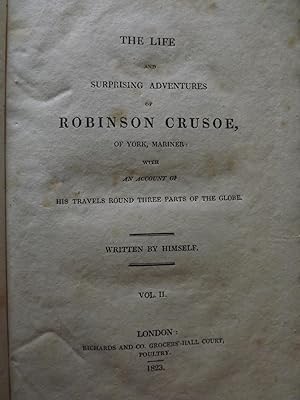 THE LIFE
AND
SURPRISING ADVENTURES
OF
ROBINSON CRUSOE,
OF YORK, MARINER:
WITH
AN ACCOUNT OF
HIS TRAVELS ROUND THREE PARTS OF THE GLOBE.
WRITTEN BY HIMSELF.
VOL. II.
LONDON:
RICHARDS AND CO. GROCERS-HALL COURT,
POULTRY.
1823.